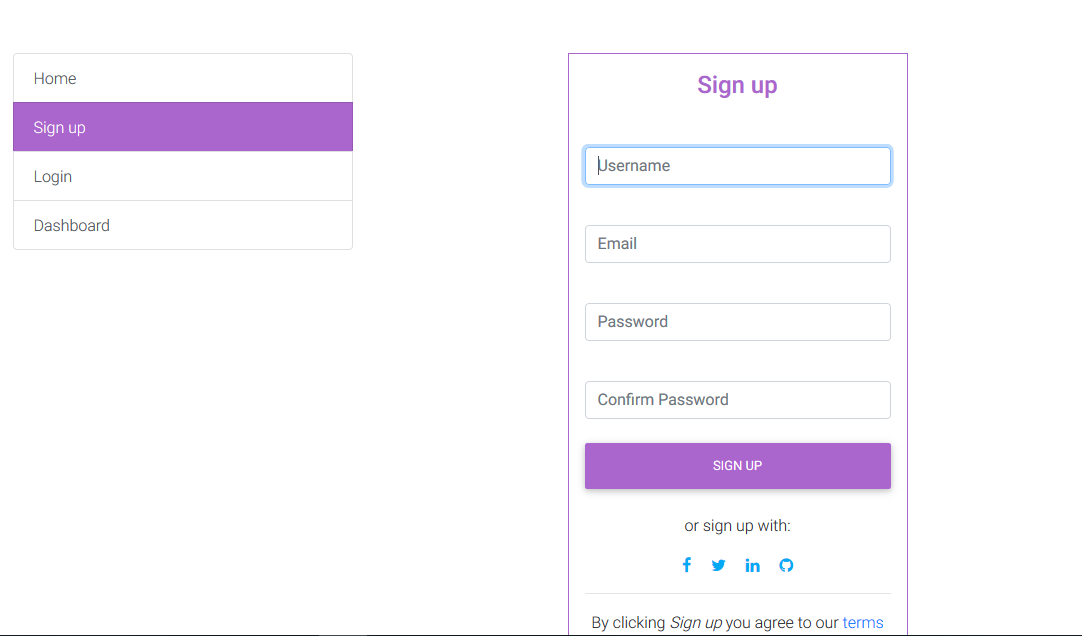 Home
Sign up
Login
Dashboard
Sign up
Username
Email
Password
Confirm Password
SIGN UP
or sign up with:
By clicking Sign up you agree to our terms